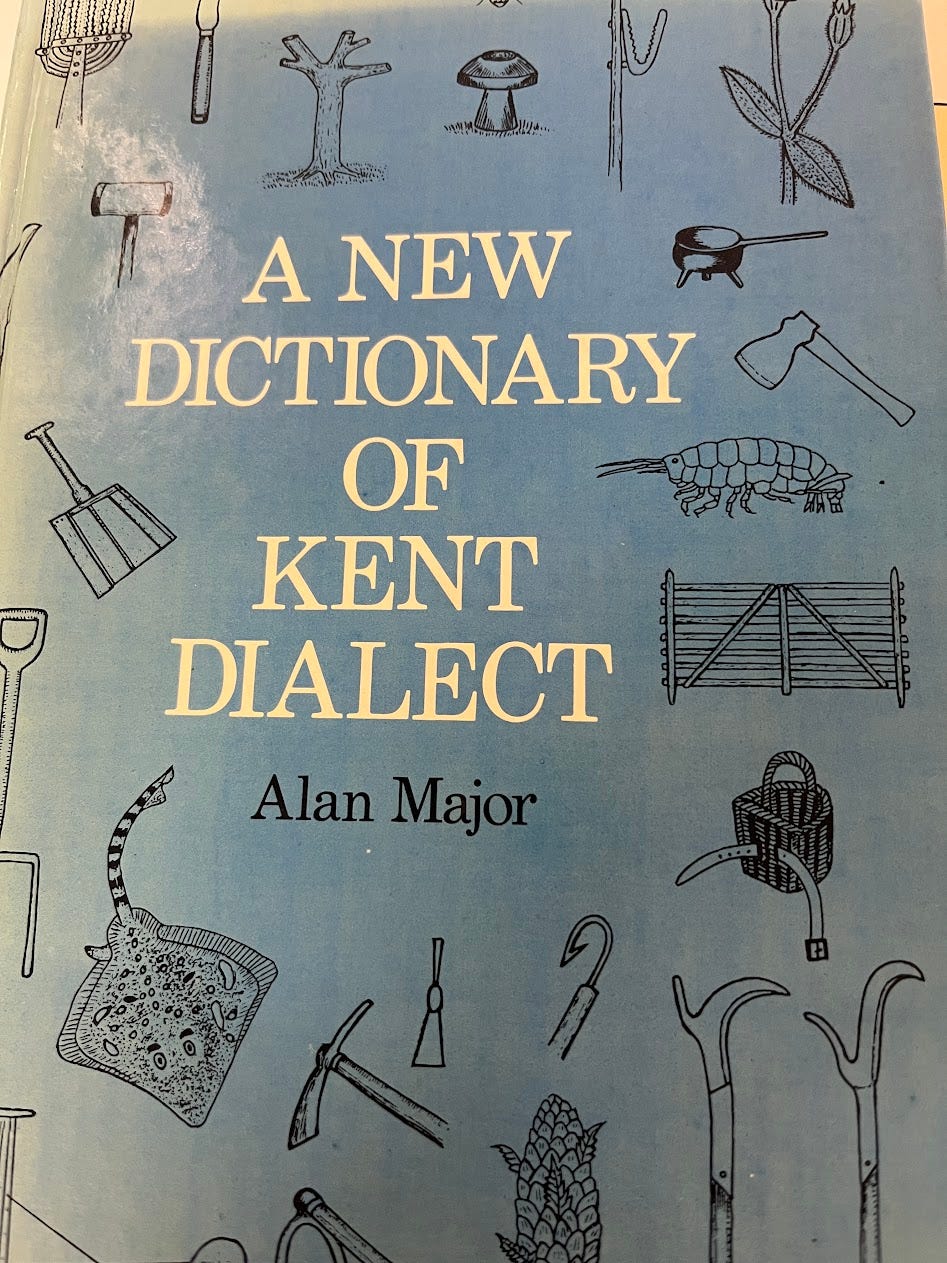 A NEW
DICTIONARY
OF
KENT
DIALECT
Alan Major